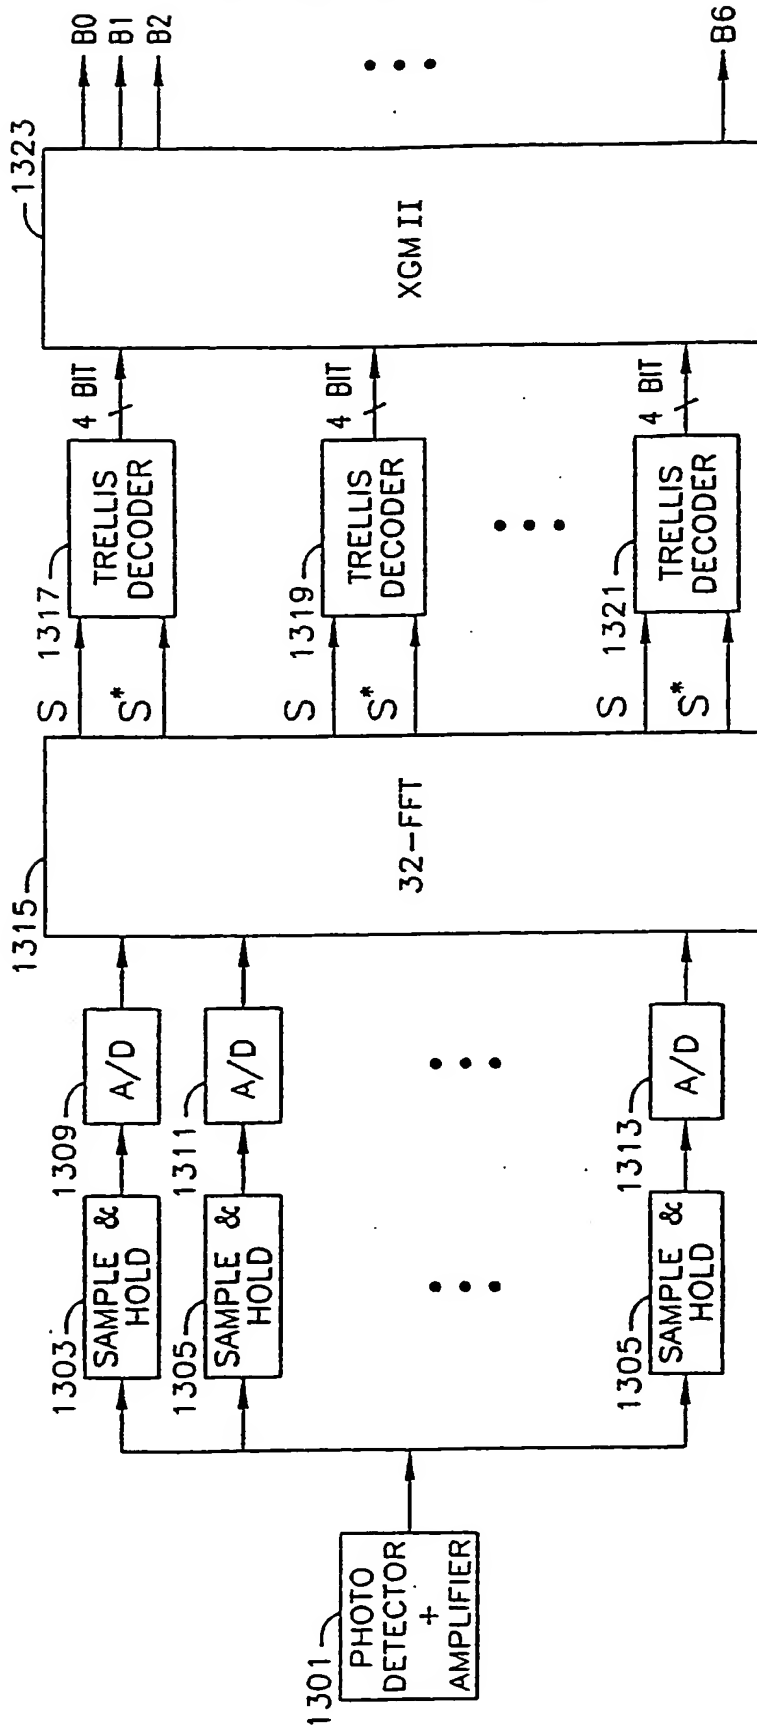 1301
PHOTO
DETECTOR
+
AMPLIFIER
1303
SAMPLE &
HOLD
1305
SAMPLE &
HOLD
1305
SAMPLE &
HOLD
1309
A/D
1311
A/D
1313
A/D
1315
32-FFT
S
S*
S
S*
S
S*
1317
TRELLIS
DECODER
1319
TRELLIS
DECODER
1321
TRELLIS
DECODER
4 BIT
4 BIT
4 BIT
1323
XGM II
B0
B1
B2
B6